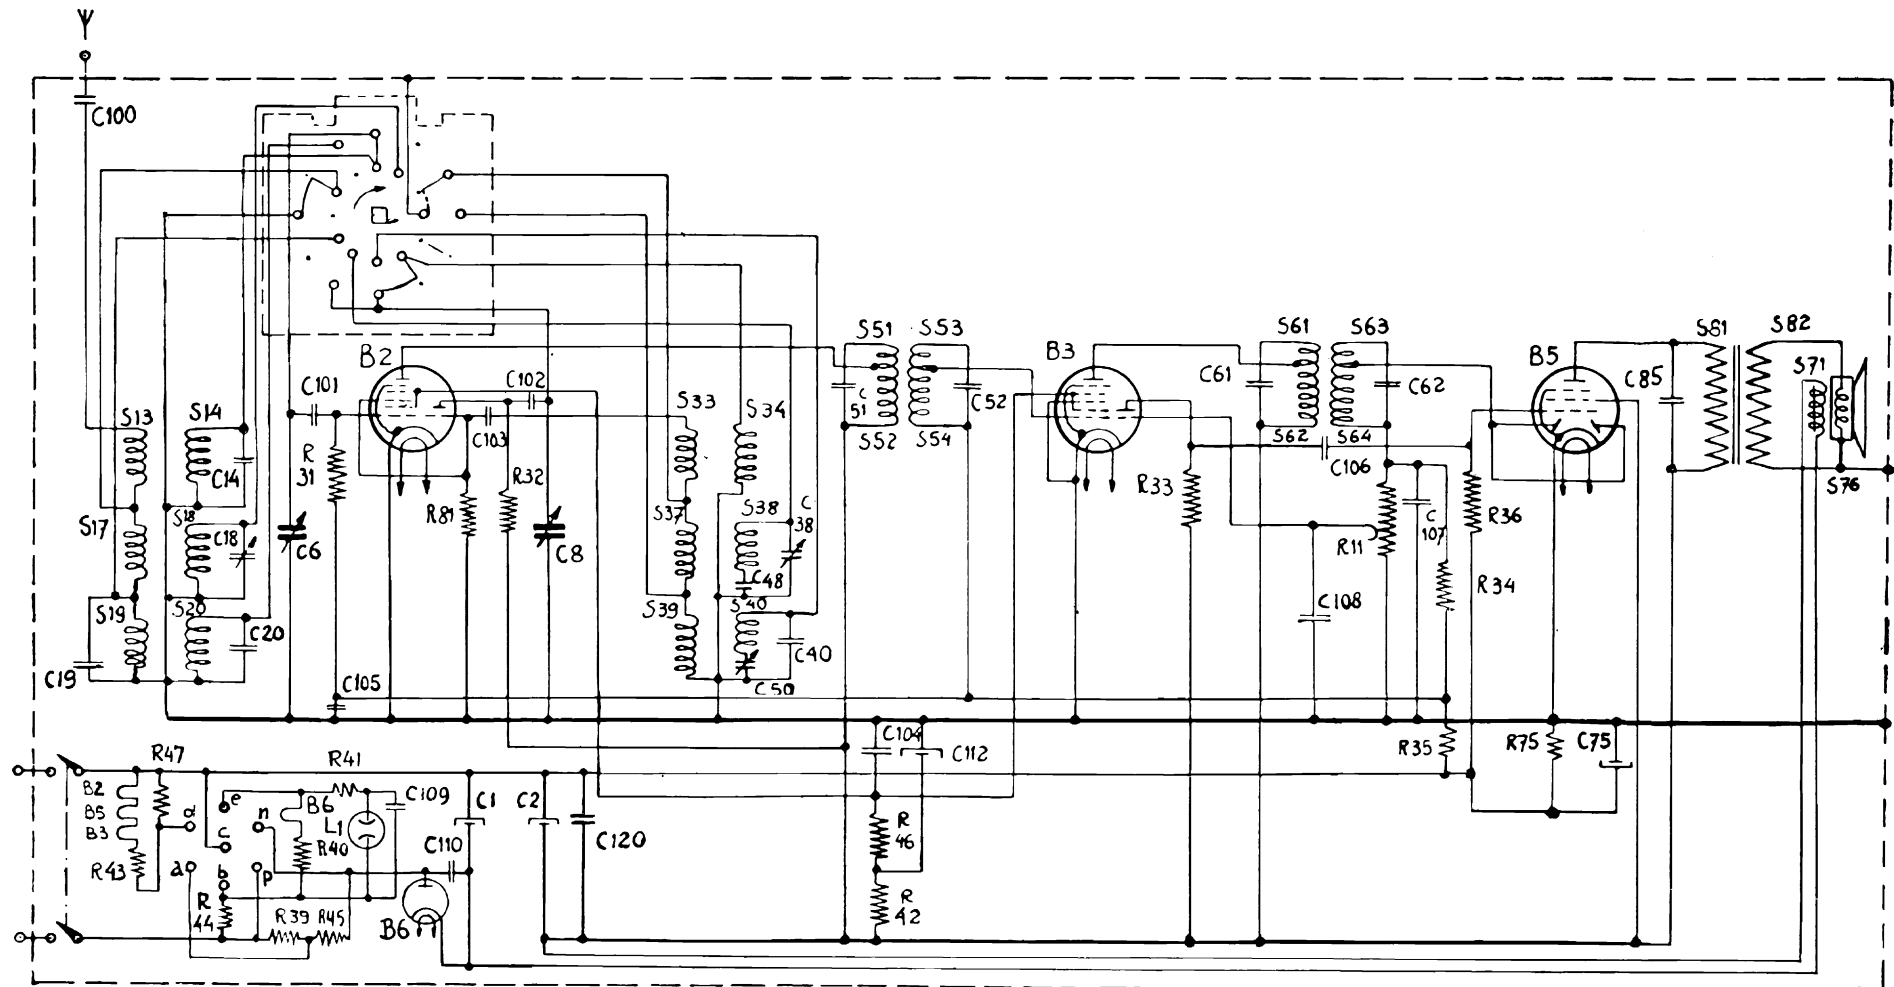 C100
S51
S53
S61
S63
S81
S82
B2
B3
B5
S71
C101
C102
C61
C62
C85
C
51
C52
S13
S14
S33
S34
C103
S52
S54
S62
S64
C106
R
31
C14
R32
R33
S76
S17
S18
C18
C6
R81
C8
S37
S38
C
38
R11
C
107
R36
C48
R34
S19
S20
C20
S39
S40
C108
C40
C19
C105
C50
C104
C112
R35
R75
C75
R47
R41
B2
B5
B3
e
B6
C109
C1
C2
d
n
L1
c
R40
C110
C120
R
46
R43
a
b
p
R
44
R39
R45
B6
R
42